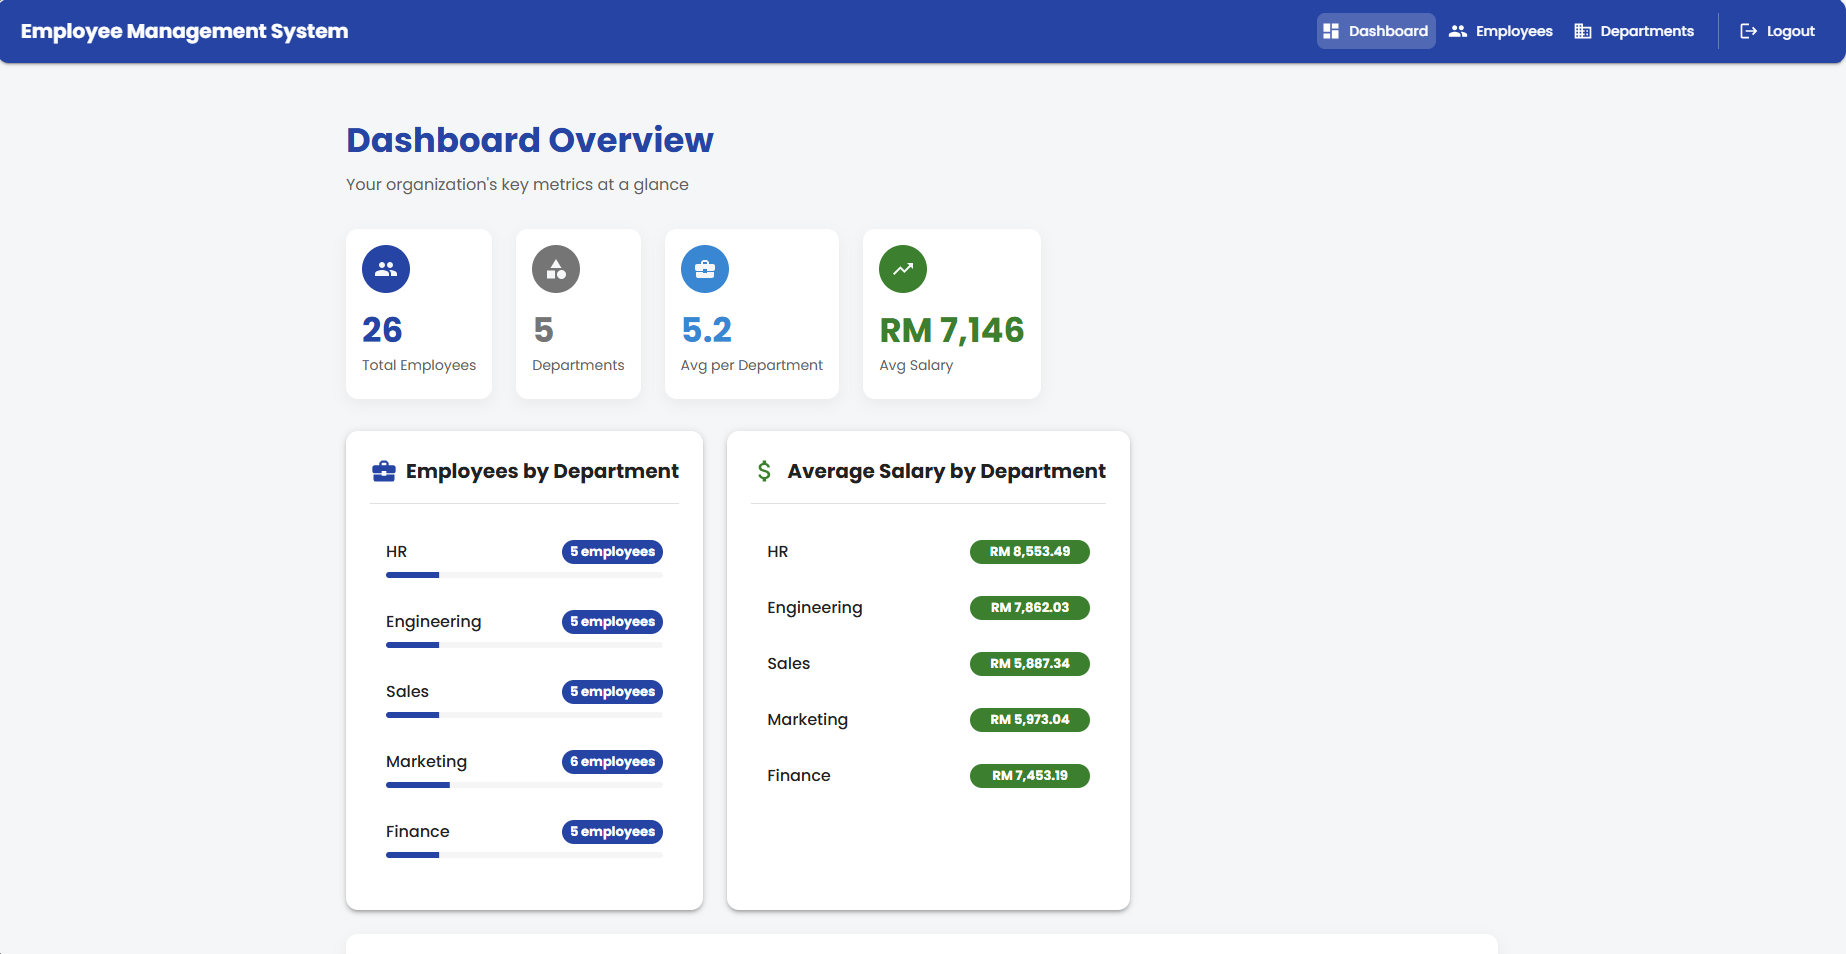 Employee Management System
Dashboard
Employees
Departments
Logout
Dashboard Overview
Your organization's key metrics at a glance
26
Total Employees
5
Departments
5.2
Avg per Department
RM 7,146
Avg Salary
Employees by Department
HR 5 employees
Engineering 5 employees
Sales 5 employees
Marketing 6 employees
Finance 5 employees
Average Salary by Department
HR RM 8,553.49
Engineering RM 7,862.03
Sales RM 5,887.34
Marketing RM 5,973.04
Finance RM 7,453.19